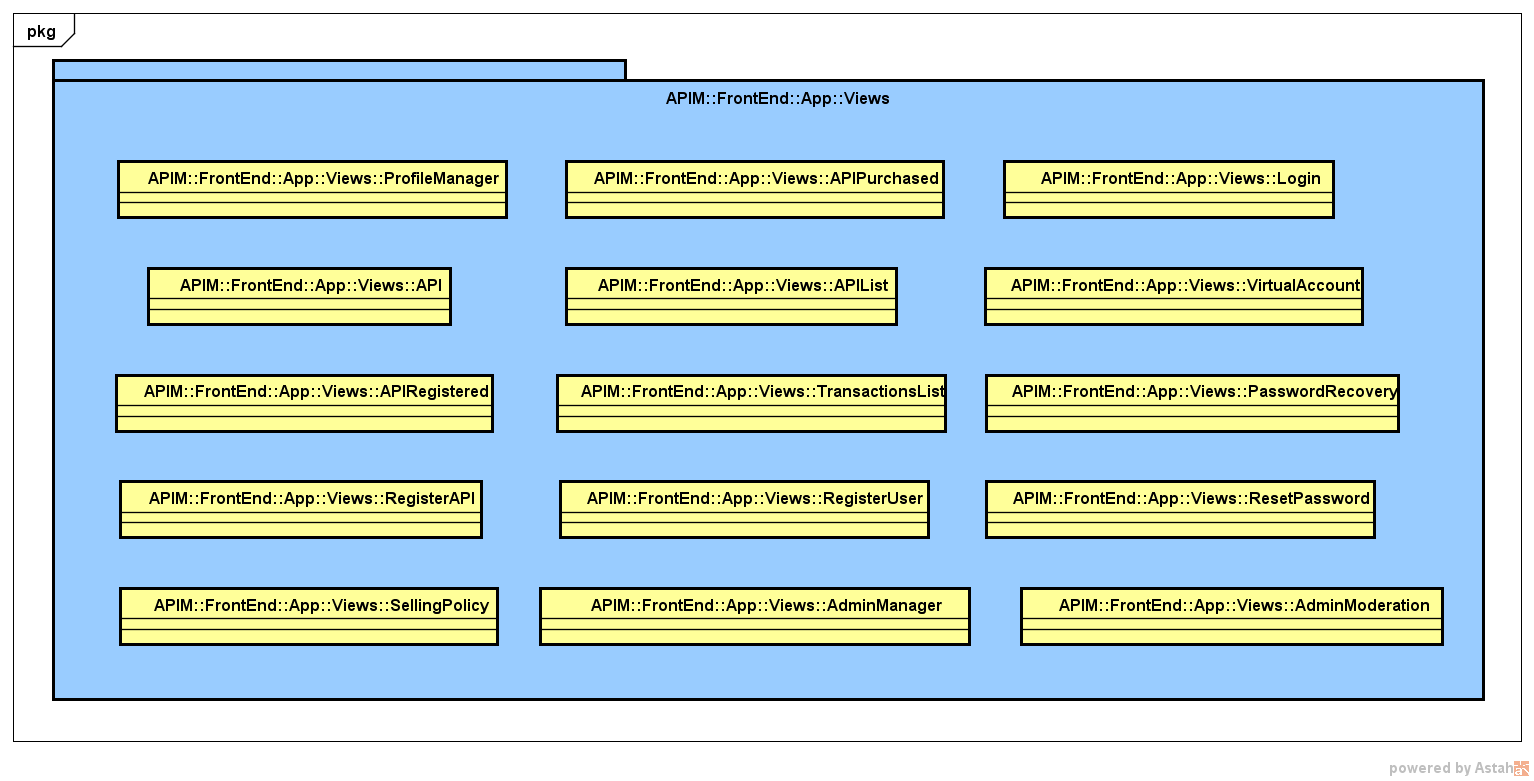 pkg
APIM::FrontEnd::App::Views
APIM::FrontEnd::App::Views::ProfileManager
APIM::FrontEnd::App::Views::APIPurchased
APIM::FrontEnd::App::Views::Login
APIM::FrontEnd::App::Views::API
APIM::FrontEnd::App::Views::APIList
APIM::FrontEnd::App::Views::VirtualAccount
APIM::FrontEnd::App::Views::APIRegistered
APIM::FrontEnd::App::Views::TransactionsList
APIM::FrontEnd::App::Views::PasswordRecovery
APIM::FrontEnd::App::Views::RegisterAPI
APIM::FrontEnd::App::Views::RegisterUser
APIM::FrontEnd::App::Views::ResetPassword
APIM::FrontEnd::App::Views::SellingPolicy
APIM::FrontEnd::App::Views::AdminManager
APIM::FrontEnd::App::Views::AdminModeration
powered by Astah